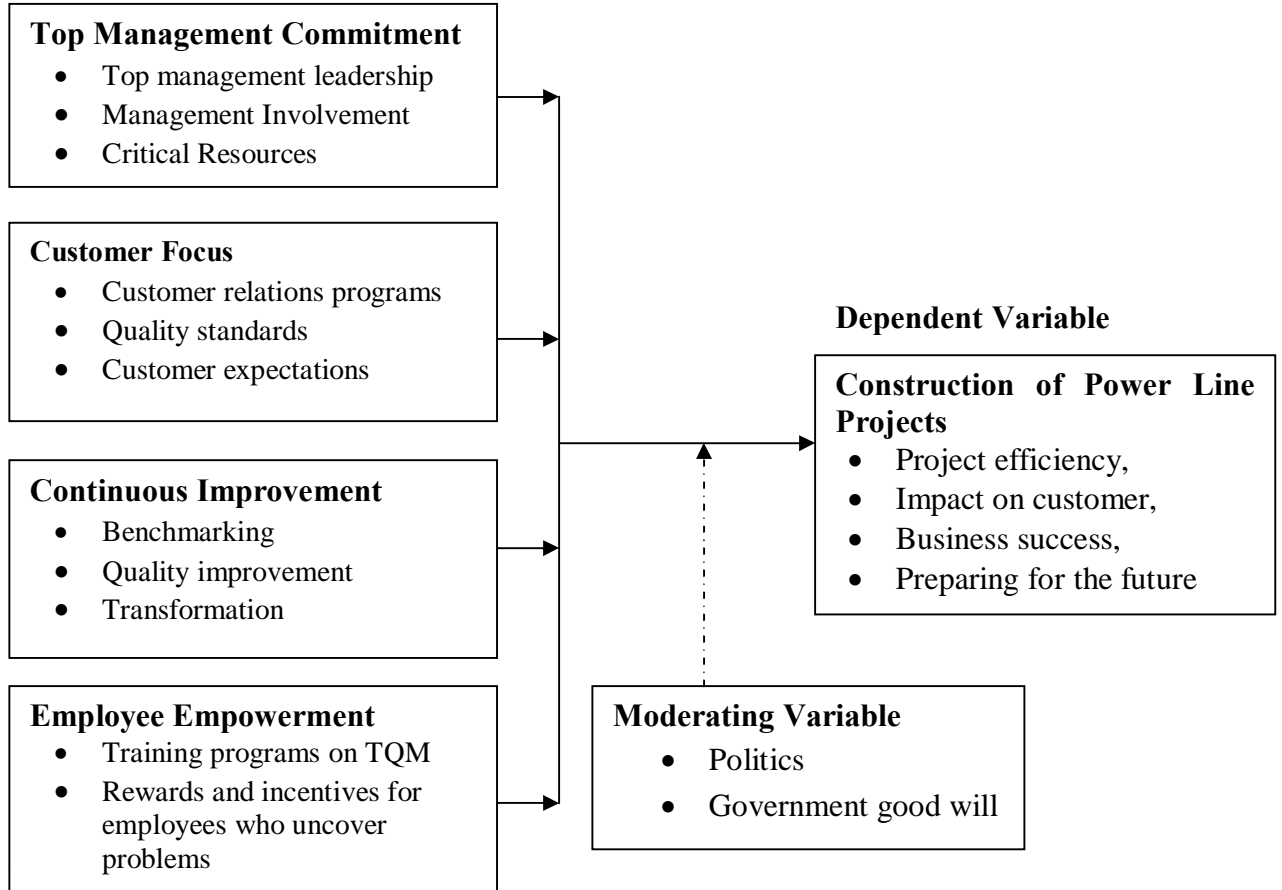 Top Management Commitment
• Top management leadership
• Management Involvement
• Critical Resources
Customer Focus
• Customer relations programs
• Quality standards
• Customer expectations
Continuous Improvement
• Benchmarking
• Quality improvement
• Transformation
Employee Empowerment
• Training programs on TQM
• Rewards and incentives for
employees who uncover
problems
Dependent Variable
Construction of Power Line
Projects
• Project efficiency,
• Impact on customer,
• Business success,
• Preparing for the future
Moderating Variable
• Politics
• Government good will